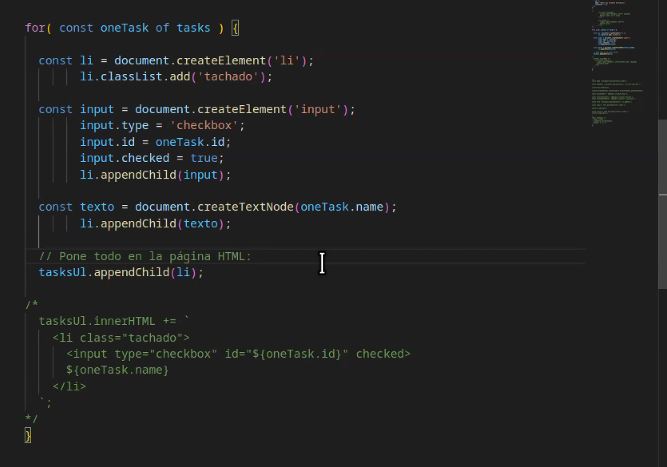 for( const oneTask of tasks ) {
const li = document.createElement('li');
li.classList.add('tachado');
const input = document.createElement('input');
input.type = 'checkbox';
input.id = oneTask.id;
input.checked = true;
li.appendChild(input);
const texto = document.createTextNode(oneTask.name);
li.appendChild(texto);
// Pone todo en la página HTML:
tasksUl.appendChild(li);
/*
tasksUl.innerHTML += `
<li class="tachado">
<input type="checkbox" id="${oneTask.id}" checked>
${oneTask.name}
</li>
`;
*/
}